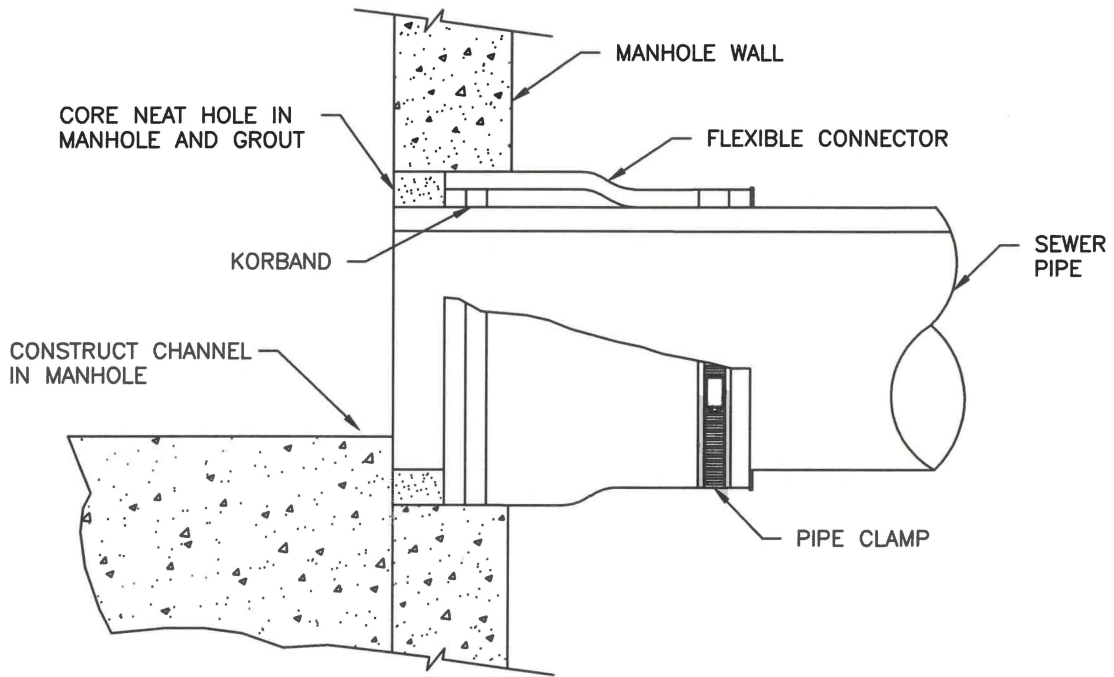 MANHOLE WALL
CORE NEAT HOLE IN
MANHOLE AND GROUT
FLEXIBLE CONNECTOR
KORBAND
SEWER
PIPE
CONSTRUCT CHANNEL
IN MANHOLE
PIPE CLAMP